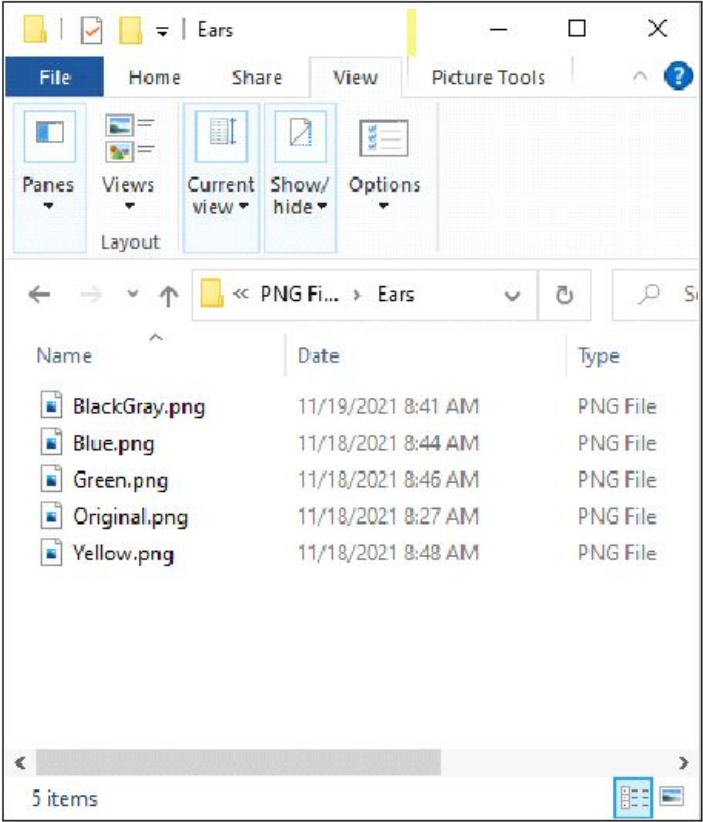 Ears
File Home Share View Picture Tools ?
Panes Views Current view Show/ hide Options
Layout
« PNG Fi... › Ears
Name Date Type
BlackGray.png 11/19/2021 8:41 AM PNG File
Blue.png 11/18/2021 8:44 AM PNG File
Green.png 11/18/2021 8:46 AM PNG File
Original.png 11/18/2021 8:27 AM PNG File
Yellow.png 11/18/2021 8:48 AM PNG File
5 items